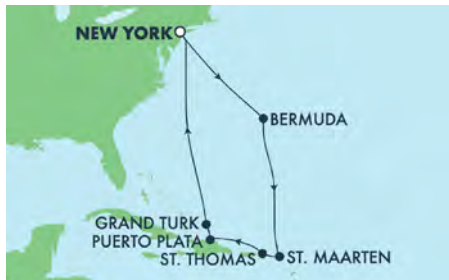 NEW YORK
BERMUDA
GRAND TURK
PUERTO PLATA
ST. THOMAS
ST. MAARTEN